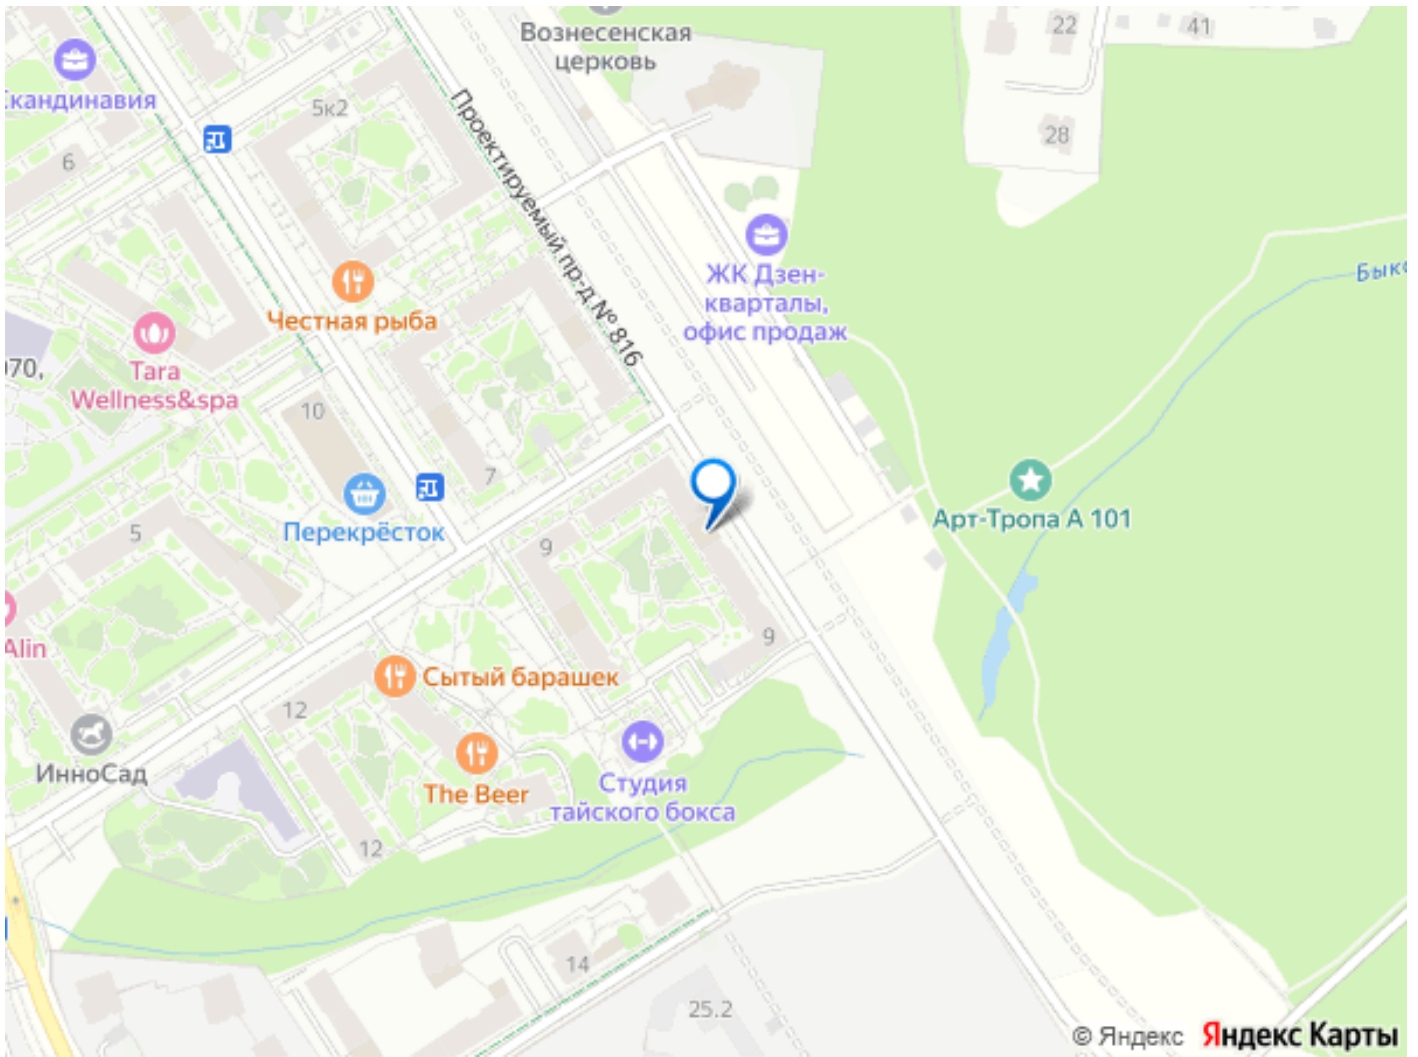 Вознесенская
церковь
22
41
28
Скандинавия
5к2
6
Проектируемый пр-д № 816
ЖК Дзен-
кварталы,
офис продаж
Честная рыба
Tara
Wellness&spa
10
7
Перекрёсток
5
9
9
Арт-Тропа А 101
Alin
Сытый барашек
12
ИнноСад
The Beer
Студия
тайского бокса
12
14
25.2
© Яндекс Яндекс Карты